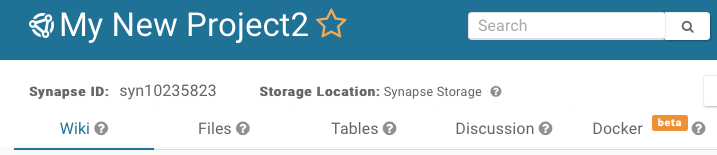 My New Project2
Search
Synapse ID: syn10235823 Storage Location: Synapse Storage ?
Wiki ? Files ? Tables ? Discussion ? Docker beta ?